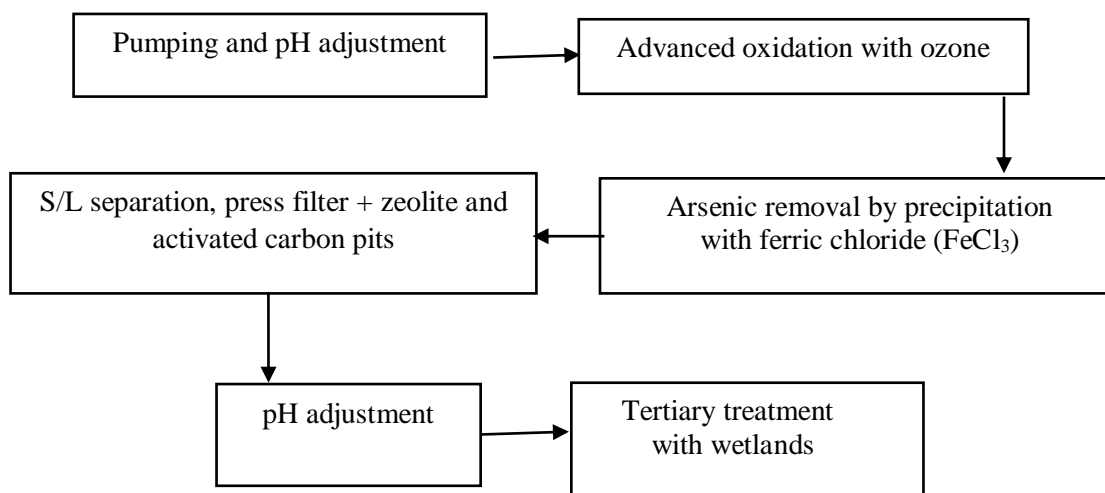 Pumping and pH adjustment
Advanced oxidation with ozone
Arsenic removal by precipitation
with ferric chloride (FeCl₃)
S/L separation, press filter + zeolite and
activated carbon pits
pH adjustment
Tertiary treatment
with wetlands